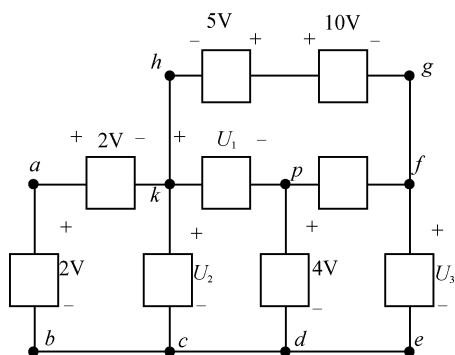 5V 10V
− + + −
h g
+ 2V − + U₁ −
a k p f
+ + + +
2V U₂ 4V U₃
− − − −
b c d e